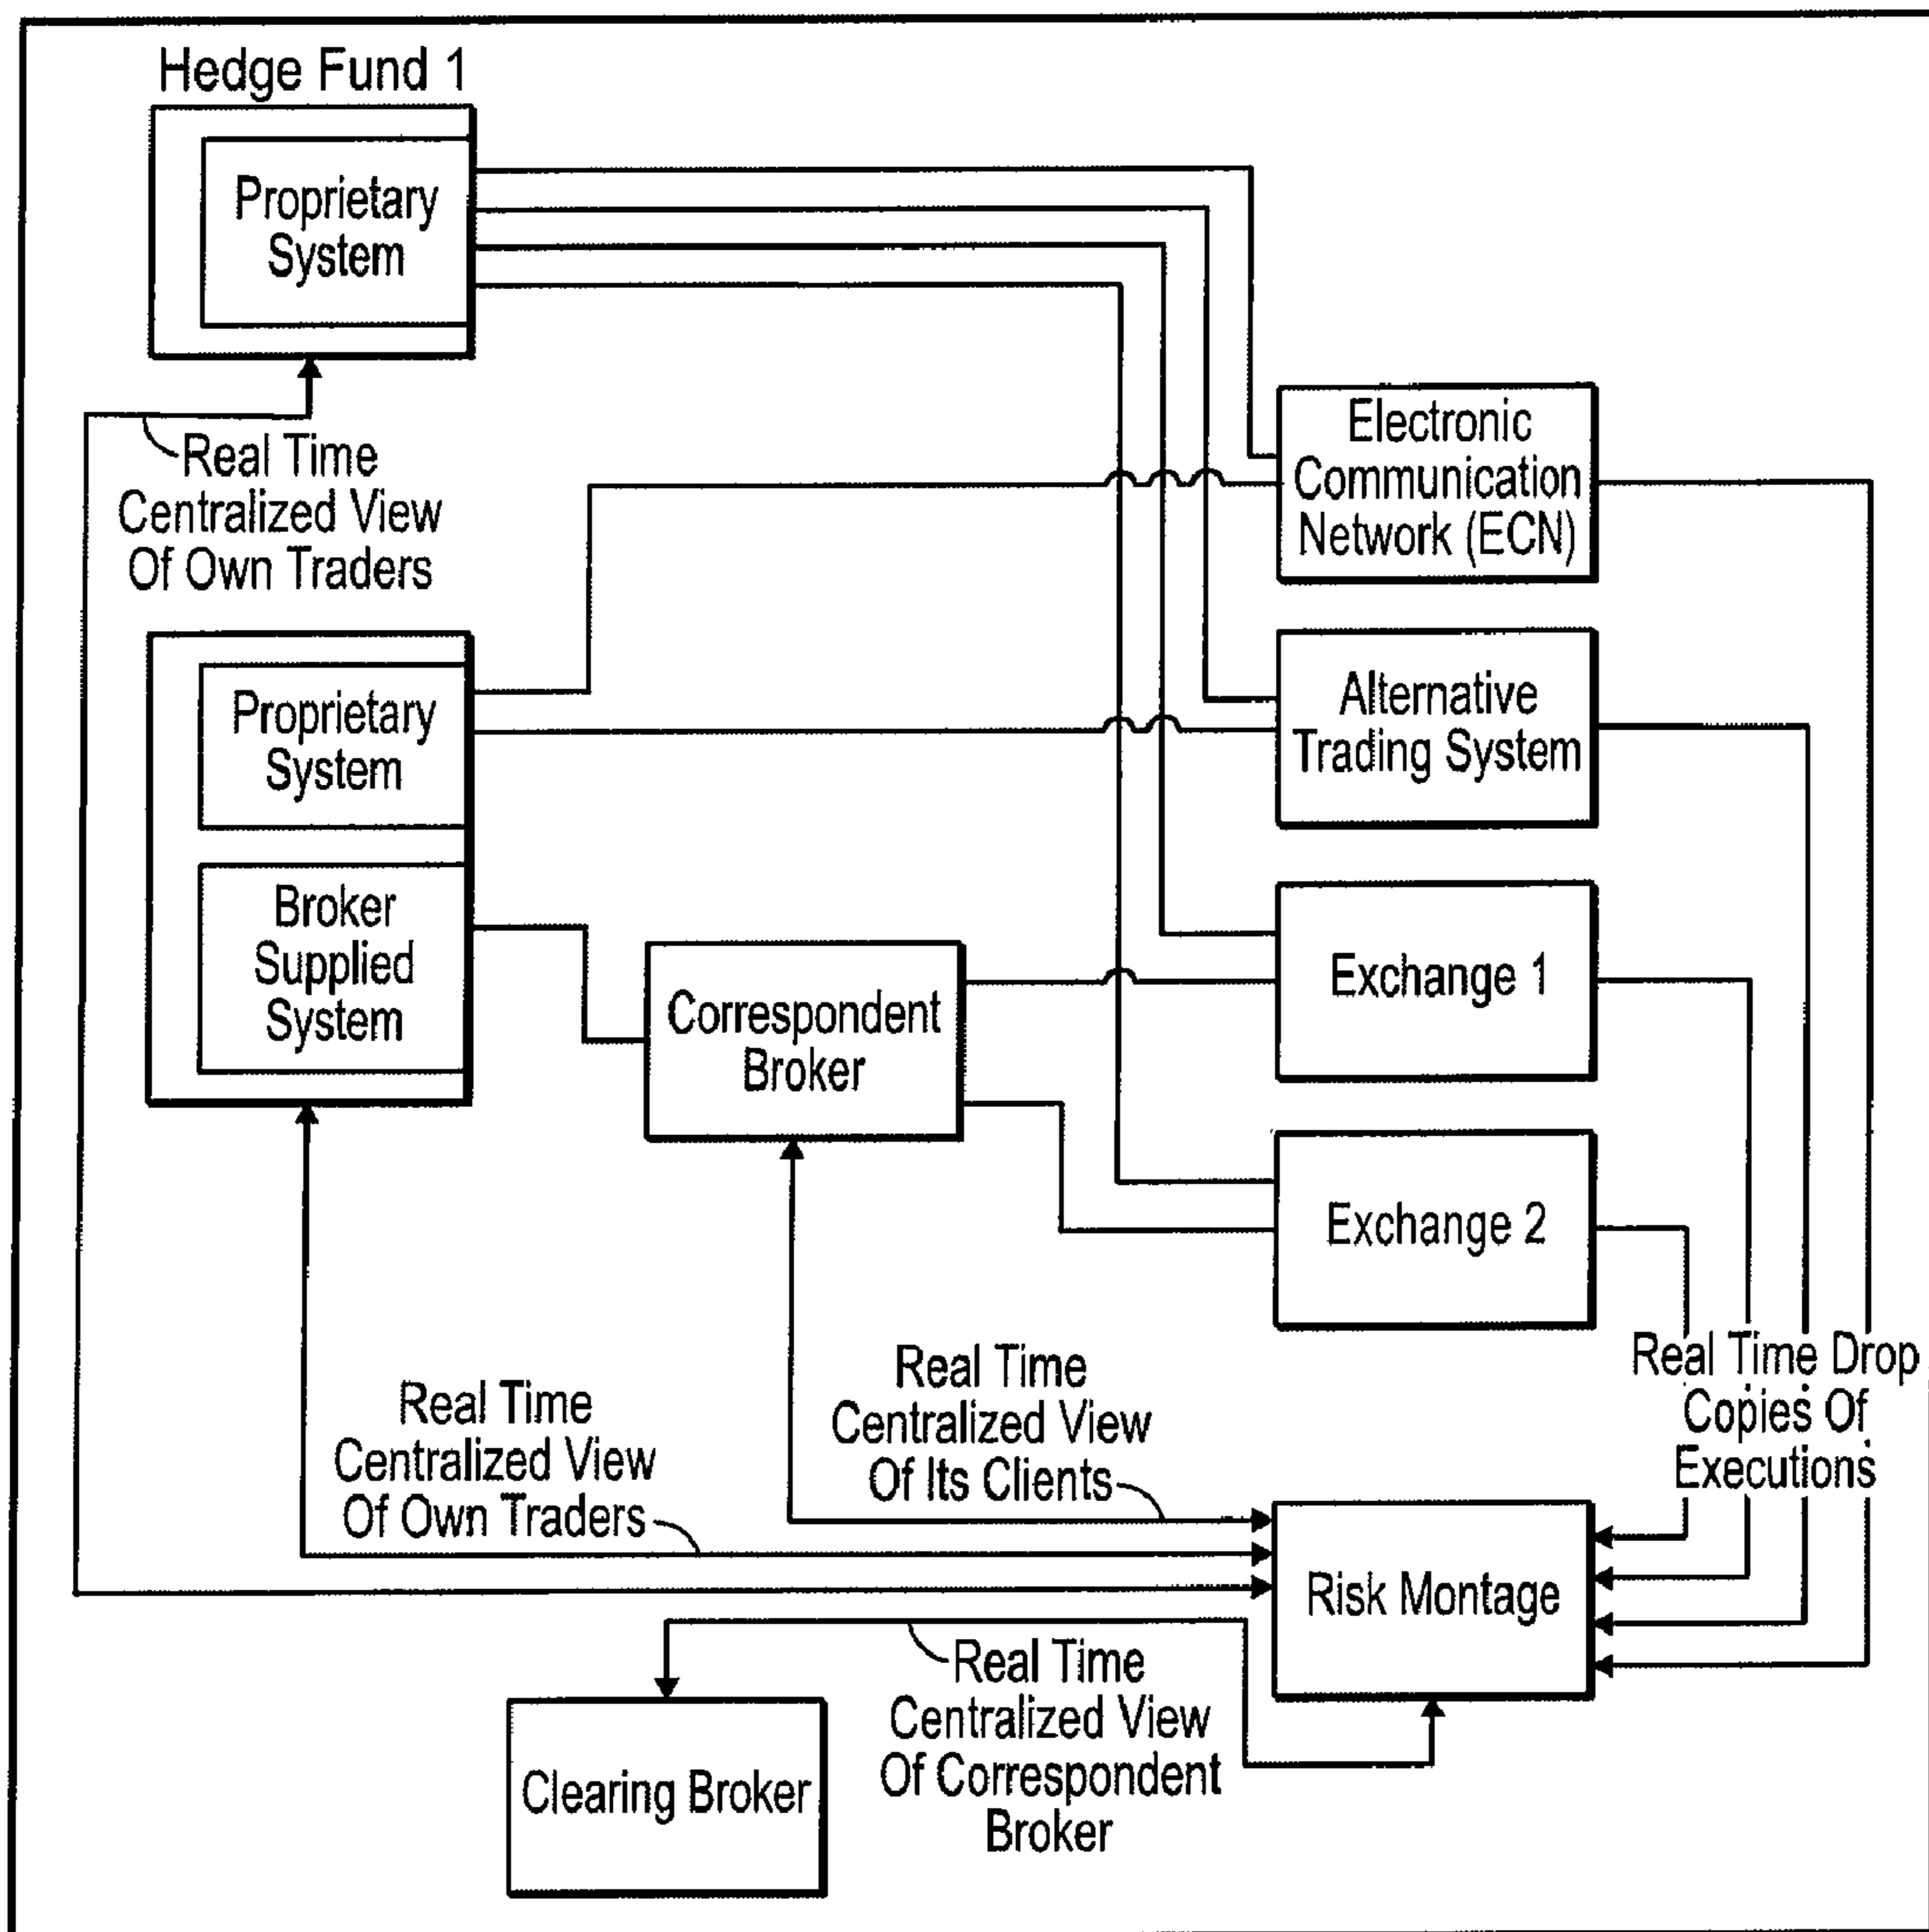 Hedge Fund 1
Proprietary
System
Real Time
Centralized View
Of Own Traders
Electronic
Communication
Network (ECN)
Proprietary
System
Alternative
Trading System
Broker
Supplied
System
Correspondent
Broker
Exchange 1
Exchange 2
Real Time Drop
Copies Of
Executions
Real Time
Centralized View
Of Its Clients
Real Time
Centralized View
Of Own Traders
Risk Montage
Real Time
Centralized View
Of Correspondent
Broker
Clearing Broker